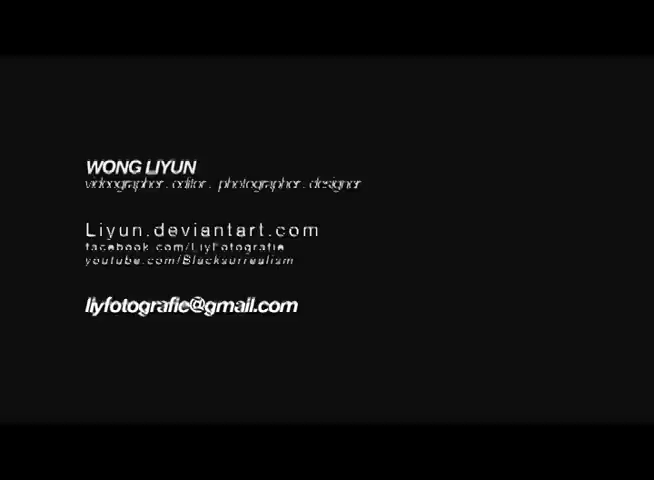 WONG LIYUN
videographer . editor . photographer . designer
Liyun.deviantart.com
facebook.com/LiyFotografie
youtube.com/Blacksurrealism
liyfotografie@gmail.com